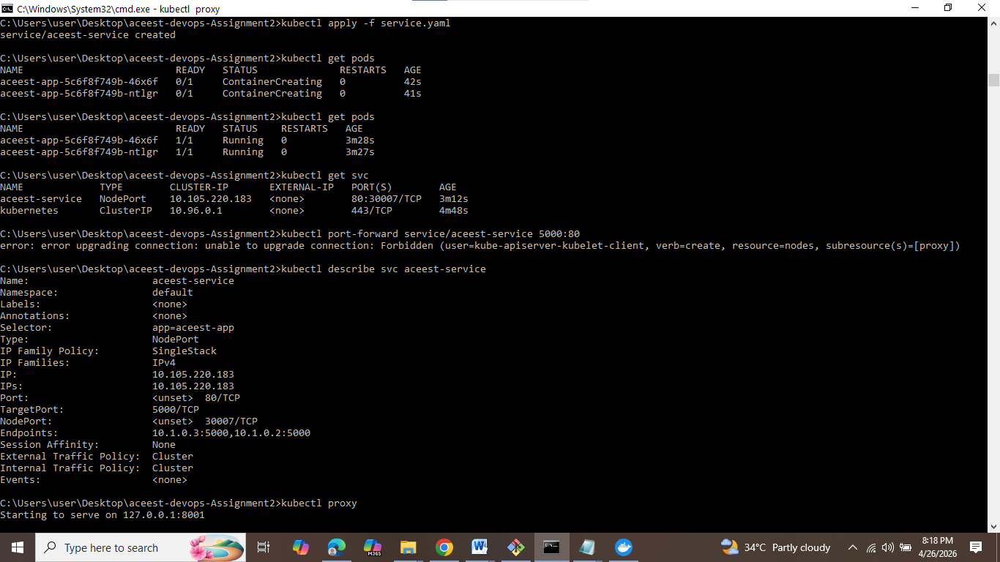 C:\Windows\System32\cmd.exe - kubectl  proxy
C:\Users\user\Desktop\aceest-devops-Assignment2>kubectl apply -f service.yaml
service/aceest-service created
C:\Users\user\Desktop\aceest-devops-Assignment2>kubectl get pods
NAME                          READY   STATUS              RESTARTS   AGE
aceest-app-5c6f8f749b-46x6f   0/1     ContainerCreating   0          42s
aceest-app-5c6f8f749b-ntlgr   0/1     ContainerCreating   0          41s
C:\Users\user\Desktop\aceest-devops-Assignment2>kubectl get pods
NAME                          READY   STATUS    RESTARTS   AGE
aceest-app-5c6f8f749b-46x6f   1/1     Running   0          3m28s
aceest-app-5c6f8f749b-ntlgr   1/1     Running   0          3m27s
C:\Users\user\Desktop\aceest-devops-Assignment2>kubectl get svc
NAME             TYPE        CLUSTER-IP       EXTERNAL-IP   PORT(S)        AGE
aceest-service   NodePort    10.105.220.183   <none>        80:30007/TCP   3m12s
kubernetes       ClusterIP   10.96.0.1        <none>        443/TCP        4m48s
C:\Users\user\Desktop\aceest-devops-Assignment2>kubectl port-forward service/aceest-service 5000:80
error: error upgrading connection: unable to upgrade connection: Forbidden (user=kube-apiserver-kubelet-client, verb=create, resource=nodes, subresource(s)=[proxy])
C:\Users\user\Desktop\aceest-devops-Assignment2>kubectl describe svc aceest-service
Name:                     aceest-service
Namespace:                default
Labels:                   <none>
Annotations:              <none>
Selector:                 app=aceest-app
Type:                     NodePort
IP Family Policy:         SingleStack
IP Families:              IPv4
IP:                       10.105.220.183
IPs:                      10.105.220.183
Port:                     <unset>  80/TCP
TargetPort:               5000/TCP
NodePort:                 <unset>  30007/TCP
Endpoints:                10.1.0.3:5000,10.1.0.2:5000
Session Affinity:         None
External Traffic Policy:  Cluster
Internal Traffic Policy:  Cluster
Events:                   <none>
C:\Users\user\Desktop\aceest-devops-Assignment2>kubectl proxy
Starting to serve on 127.0.0.1:8001
Type here to search
M365
W
34°C  Partly cloudy
8:18 PM
4/26/2026